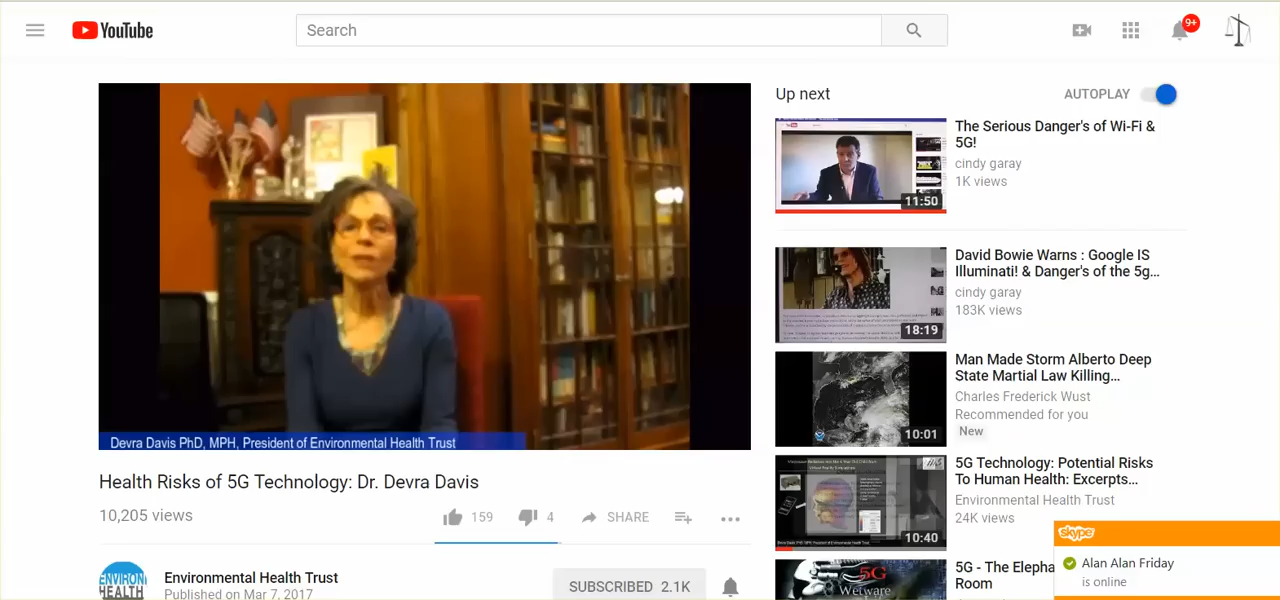 YouTube
Search
9+
Devra Davis PhD, MPH, President of Environmental Health Trust
Health Risks of 5G Technology: Dr. Devra Davis
10,205 views
159
4
SHARE
ENVIRON
HEALTH
Environmental Health Trust
Published on Mar 7, 2017
SUBSCRIBED 2.1K
Up next
AUTOPLAY
11:50
The Serious Danger's of Wi-Fi &
5G!
cindy garay
1K views
18:19
David Bowie Warns : Google IS
Illuminati! & Danger's of the 5g...
cindy garay
183K views
10:01
Man Made Storm Alberto Deep
State Martial Law Killing...
Charles Frederick Wust
Recommended for you
New
10:40
5G Technology: Potential Risks
To Human Health: Excerpts...
Environmental Health Trust
24K views
5G
Wetware
5G - The Elepha
Room
skype
Alan Alan Friday
is online